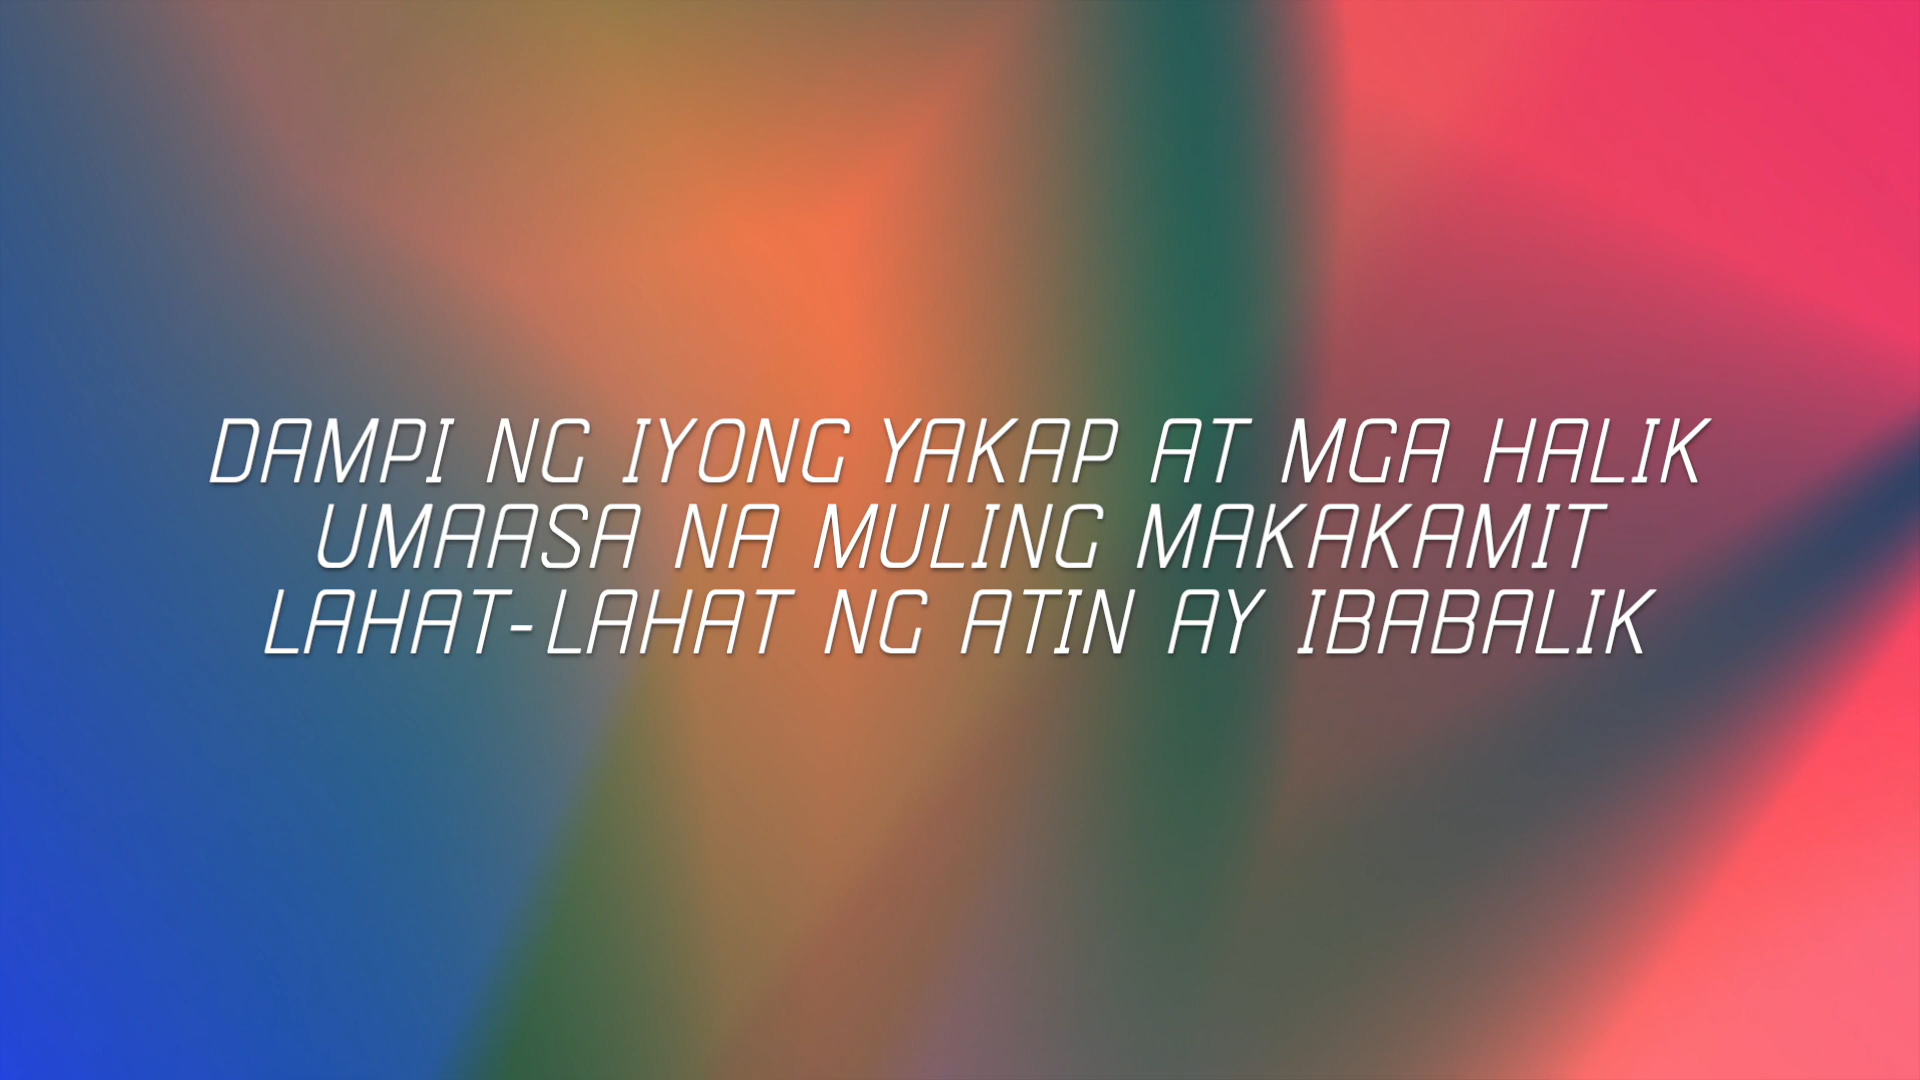 DAMPI NG IYONG YAKAP AT MGA HALIK
UMAASA NA MULING MAKAKAMIT
LAHAT-LAHAT NG ATIN AY IBABALIK